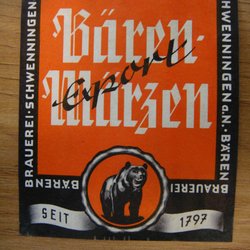 Bären-
Märzen
Export
BRAUEREI · SCHWENNINGEN
BÄREN
SCHWENNINGEN a.N. · BÄREN
BRAUEREI
SEIT 1797